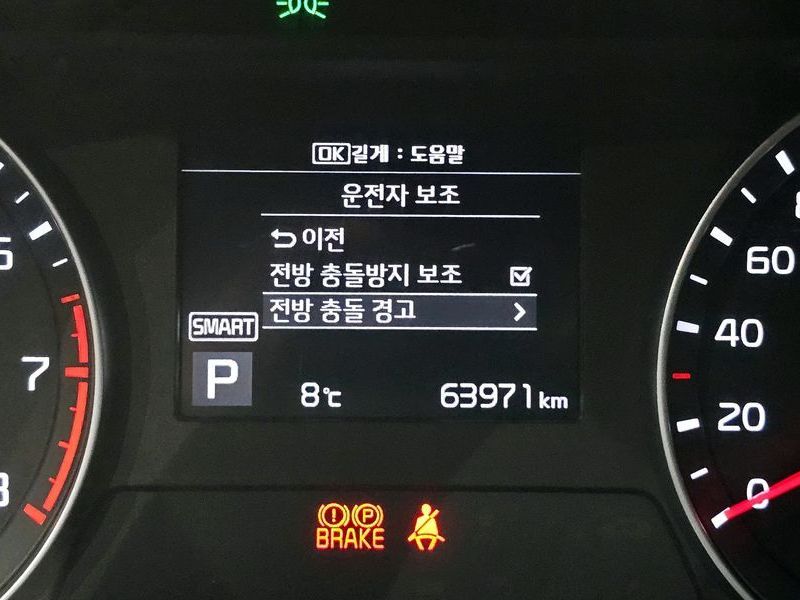 OK길게 : 도움말
운전자 보조
이전
전방 충돌방지 보조
전방 충돌 경고
SMART
P
8℃
63971km
7
60
40
20
0
P
BRAKE